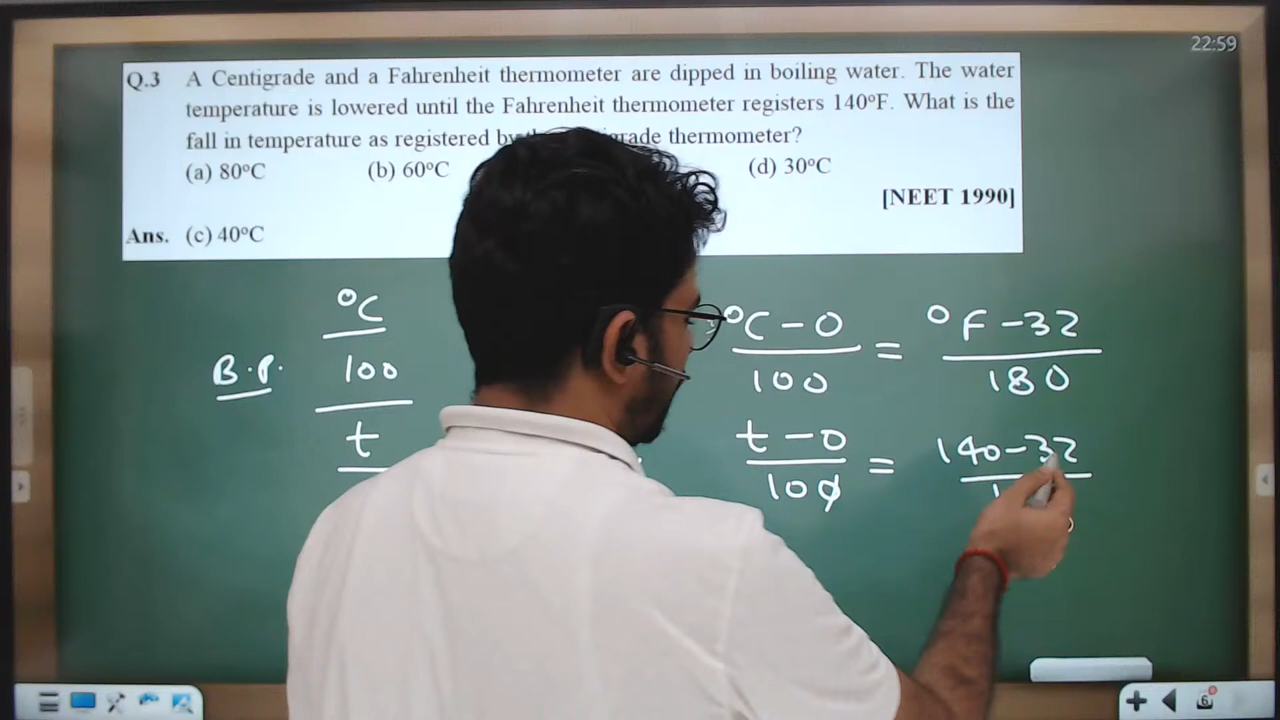 22:59
Q.3 A Centigrade and a Fahrenheit thermometer are dipped in boiling water. The water
temperature is lowered until the Fahrenheit thermometer registers 140°F. What is the
fall in temperature as registered by thermometer?
(a) 80°C (b) 60°C (d) 30°C
[NEET 1990]
Ans. (c) 40°C
°C
B.P. 100
t
°C - 0 / 100 = °F - 32 / 180
t - 0 / 100 = 140 - 32